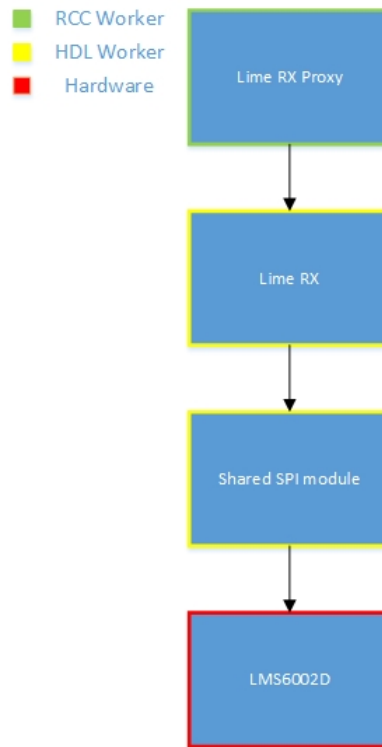 RCC Worker
HDL Worker
Hardware
Lime RX Proxy
Lime RX
Shared SPI module
LMS6002D